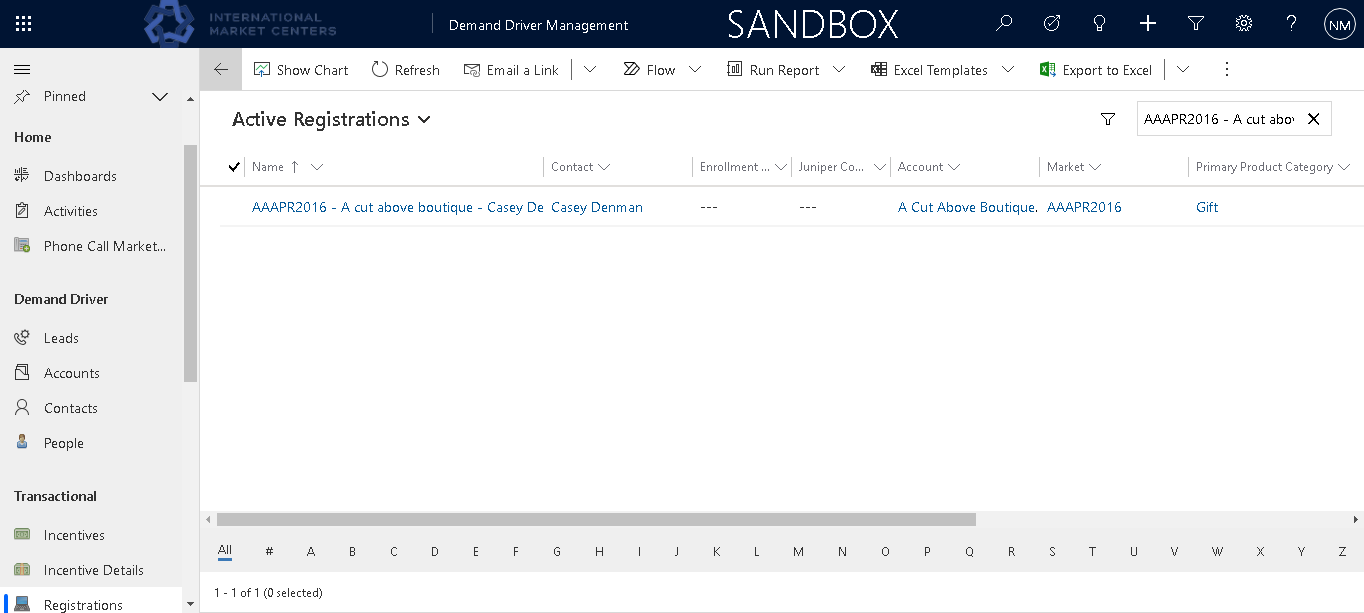 INTERNATIONAL
MARKET CENTERS
Demand Driver Management
SANDBOX
NM
Show Chart
Refresh
Email a Link
Flow
Run Report
Excel Templates
Export to Excel
Pinned
Home
Dashboards
Activities
Phone Call Market...
Demand Driver
Leads
Accounts
Contacts
People
Transactional
Incentives
Incentive Details
Registrations
Active Registrations
AAAPR2016 - A cut abo
Name ↑ Contact Enrollment ... Juniper Co... Account Market Primary Product Category
AAAPR2016 - A cut above boutique - Casey De Casey Denman --- --- A Cut Above Boutique. AAAPR2016 Gift
All # A B C D E F G H I J K L M N O P Q R S T U V W X Y Z
1 - 1 of 1 (0 selected)